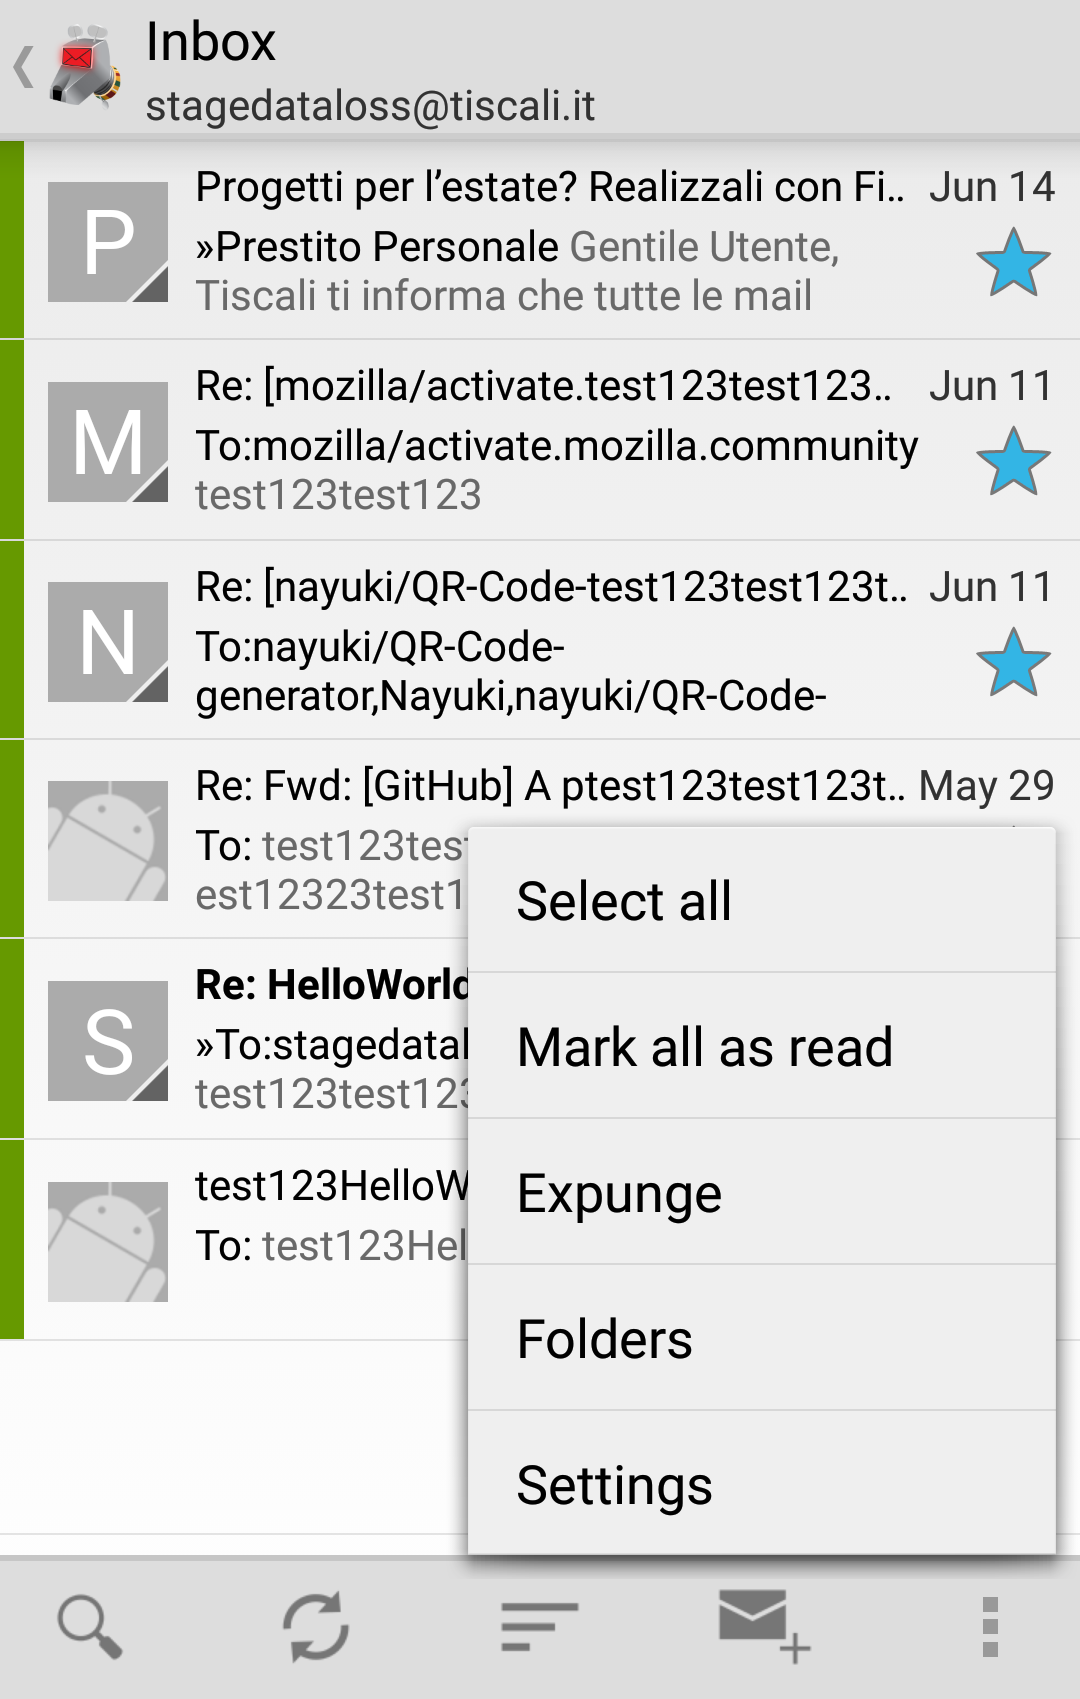 Inbox
stagedataloss@tiscali.it
P
Progetti per l’estate? Realizzali con Fi..
Jun 14
»Prestito Personale Gentile Utente,
Tiscali ti informa che tutte le mail
M
Re: [mozilla/activate.test123test123..
Jun 11
To:mozilla/activate.mozilla.community
test123test123
N
Re: [nayuki/QR-Code-test123test123t..
Jun 11
To:nayuki/QR-Code-
generator,Nayuki,nayuki/QR-Code-
Re: Fwd: [GitHub] A ptest123test123t..
May 29
To: test123test
est12323test1
S
Re: HelloWorld
»To:stagedatal
test123test123
test123HelloW
To: test123Hel
Select all
Mark all as read
Expunge
Folders
Settings